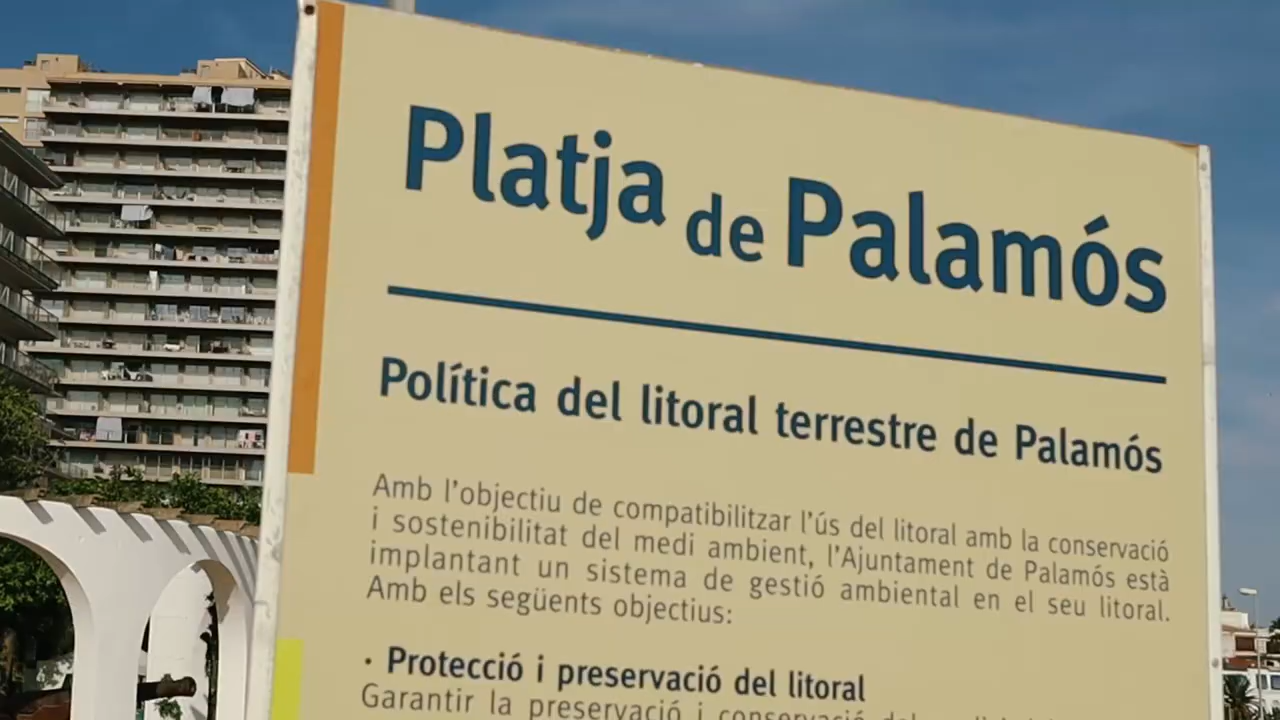 Platja de Palamós
Política del litoral terrestre de Palamós
Amb l'objectiu de compatibilitzar l'ús del litoral amb la conservació
i sostenibilitat del medi ambient, l'Ajuntament de Palamós està
implantant un sistema de gestió ambiental en el seu litoral.
Amb els següents objectius:
· Protecció i preservació del litoral
Garantir la preservació i conservació del